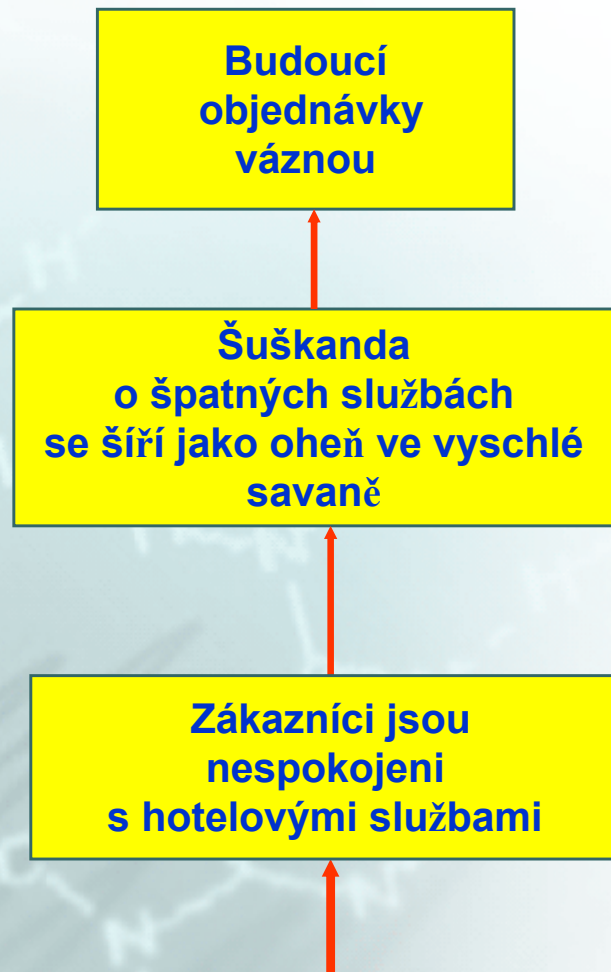 Budoucí
objednávky
váznou
Šuškanda
o špatných službách
se šíří jako oheň ve vyschlé
savaně
Zákazníci jsou
nespokojeni
s hotelovými službami
H
N
H
O
N
N